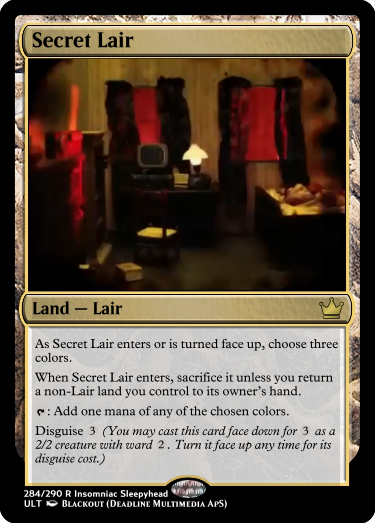 Secret Lair
Land — Lair
As Secret Lair enters or is turned face up, choose three
colors.
When Secret Lair enters, sacrifice it unless you return
a non-Lair land you control to its owner's hand.
: Add one mana of any of the chosen colors.
Disguise 3 (You may cast this card face down for 3 as a
2/2 creature with ward 2. Turn it face up any time for its
disguise cost.)
284/290 R Insomniac Sleepyhead
ULT Blackout (Deadline Multimedia ApS)